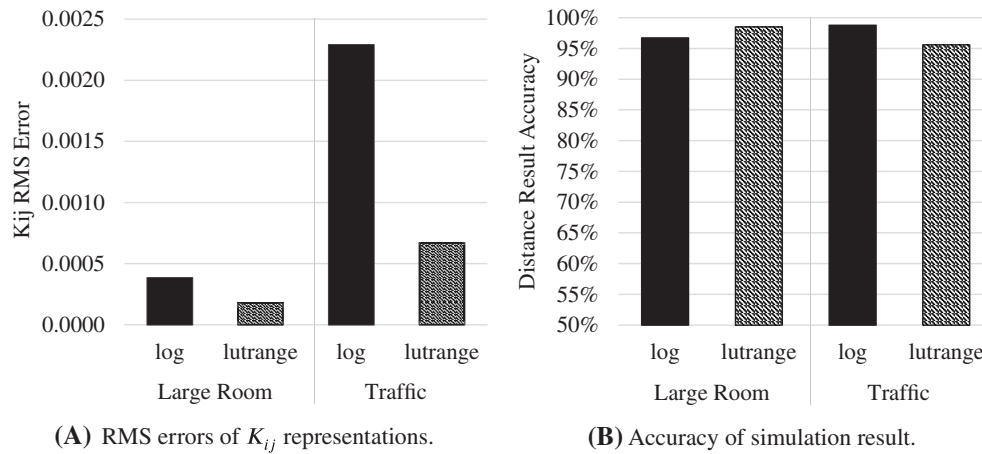 0.0025
0.0020
0.0015
0.0010
0.0005
0.0000
Kij RMS Error
log lutrange log lutrange
Large Room Traffic
(A) RMS errors of K_{ij} representations.
100%
95%
90%
85%
80%
75%
70%
65%
60%
55%
50%
Distance Result Accuracy
log lutrange log lutrange
Large Room Traffic
(B) Accuracy of simulation result.